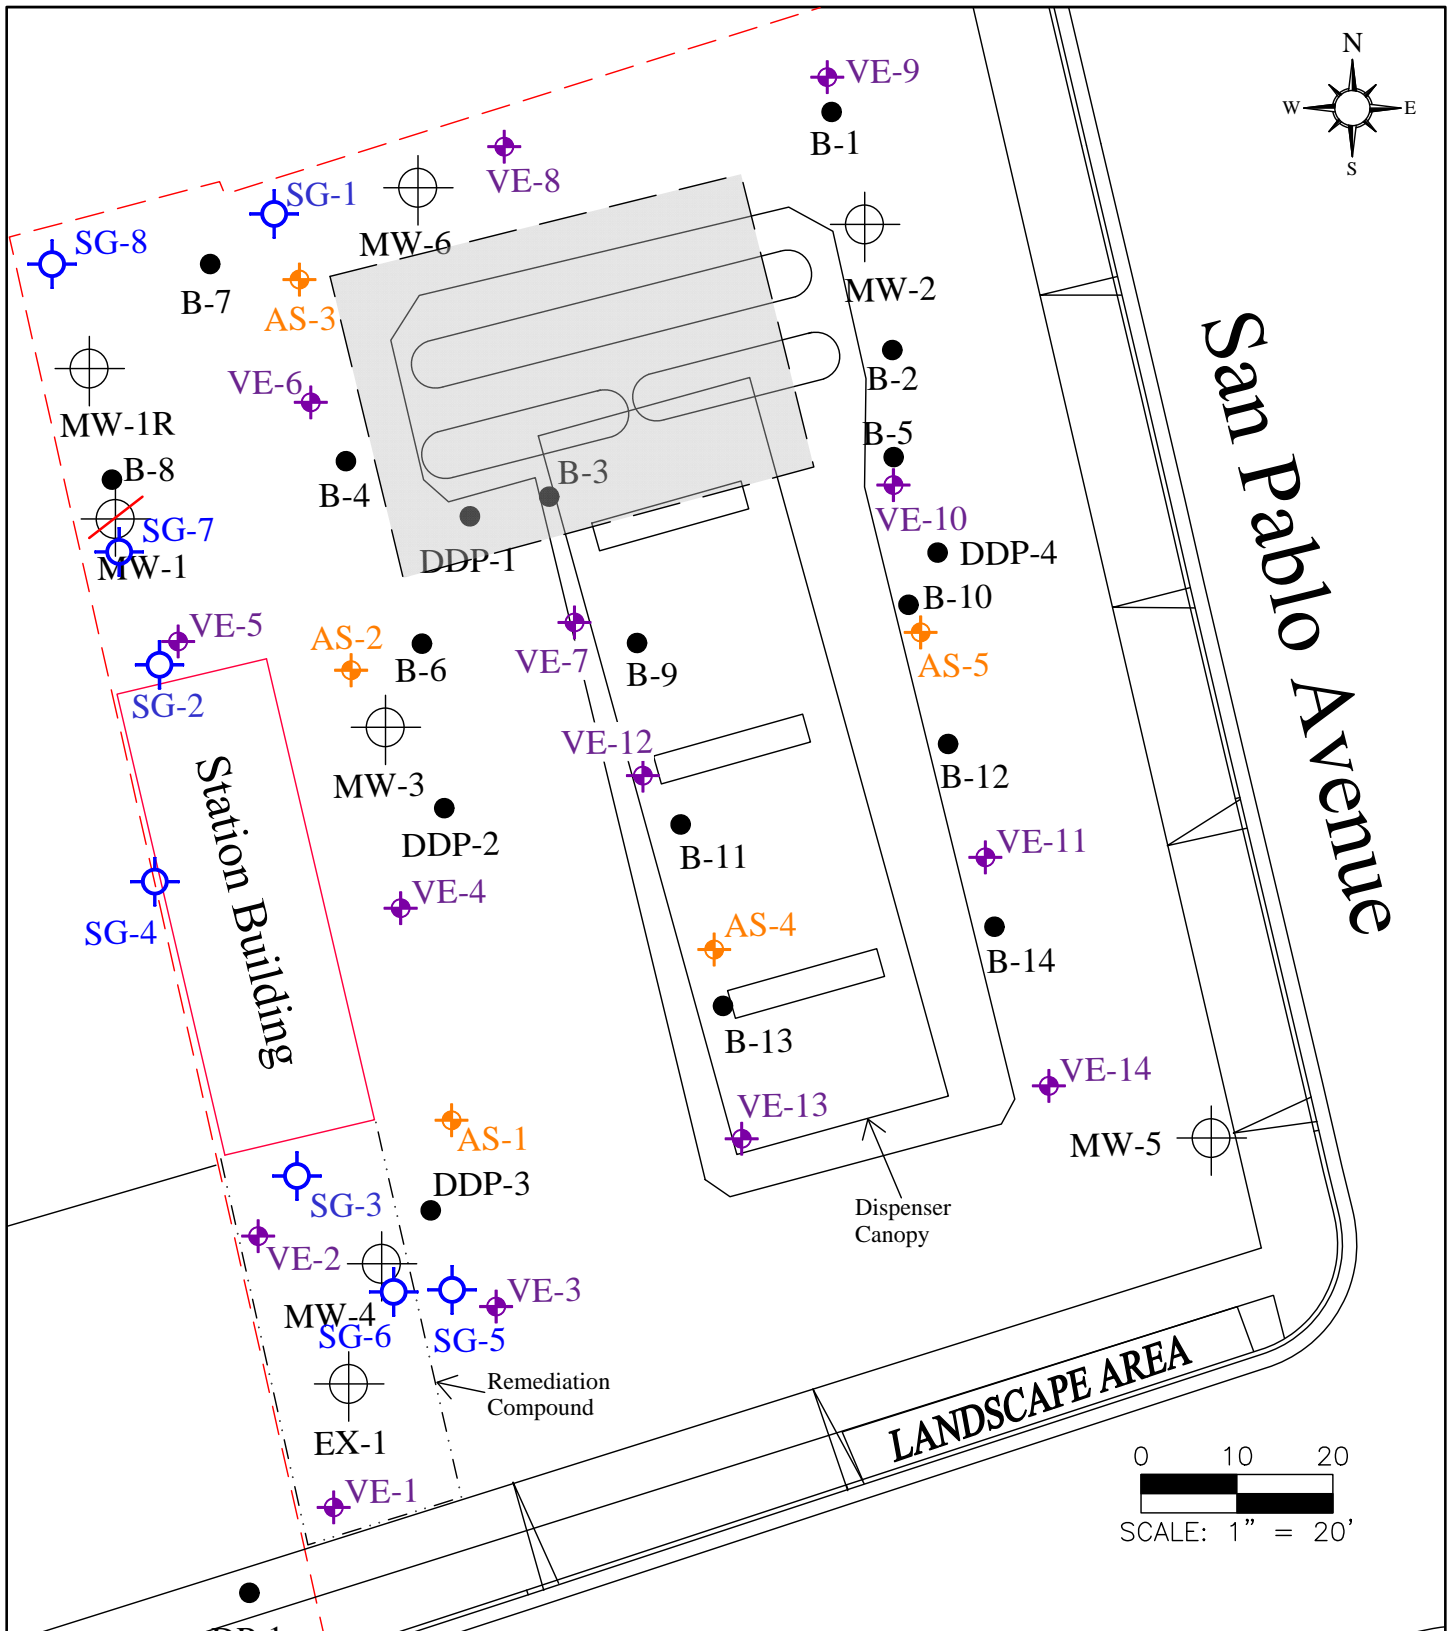 N
W
E
S
VE-9
B-1
VE-8
SG-1
MW-6
SG-8
B-7
AS-3
MW-2
VE-6
B-2
MW-1R
B-5
B-8
B-4
B-3
SG-7
VE-10
MW-1
DDP-1
DDP-4
B-10
VE-5
AS-2
B-6
VE-7
B-9
AS-5
SG-2
San Pablo Avenue
VE-12
MW-3
B-12
Station Building
DDP-2
B-11
VE-11
VE-4
SG-4
AS-4
B-14
B-13
VE-14
VE-13
AS-1
MW-5
DDP-3
SG-3
Dispenser
Canopy
VE-2
VE-3
MW-4
SG-6
SG-5
Remediation
Compound
LANDSCAPE AREA
EX-1
VE-1
0 10 20
SCALE: 1" = 20'